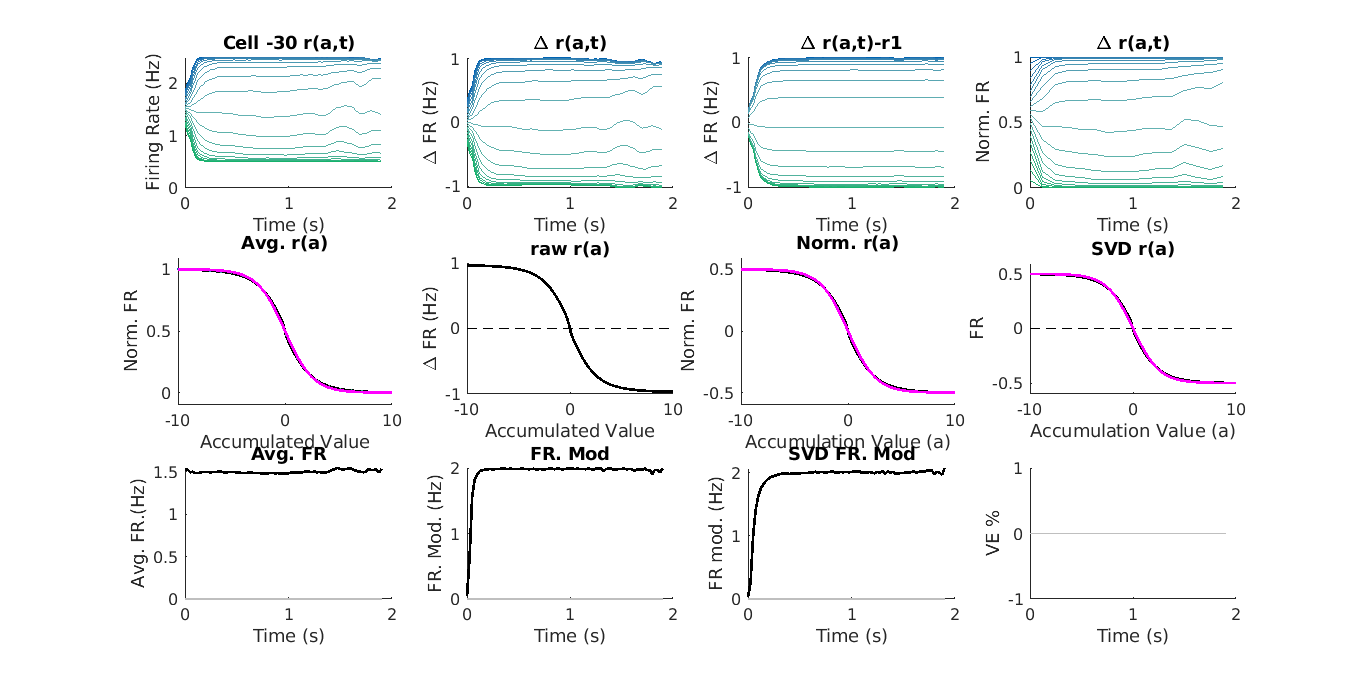 Cell -30 r(a,t)
Firing Rate (Hz)
2
1
0
0 1 2
Time (s)
Δ r(a,t)
Δ FR (Hz)
1
0
-1
0 1 2
Time (s)
Δ r(a,t)-r1
Δ FR (Hz)
1
0
-1
0 1 2
Time (s)
Δ r(a,t)
Norm. FR
1
0.5
0
0 1 2
Time (s)
Avg. r(a)
Norm. FR
1
0.5
0
-10 0 10
Accumulated Value
raw r(a)
Δ FR (Hz)
1
0
-1
-10 0 10
Accumulated Value
Norm. r(a)
Norm. FR
0.5
0
-0.5
-10 0 10
Accumulation Value (a)
SVD r(a)
FR
0.5
0
-0.5
-10 0 10
Accumulation Value (a)
Avg. FR
Avg. FR.(Hz)
1.5
1
0.5
0
0 1 2
Time (s)
FR. Mod
FR. Mod. (Hz)
2
1
0
0 1 2
Time (s)
SVD FR. Mod
FR mod. (Hz)
2
1
0
0 1 2
Time (s)
VE %
1
0
-1
0 1 2
Time (s)